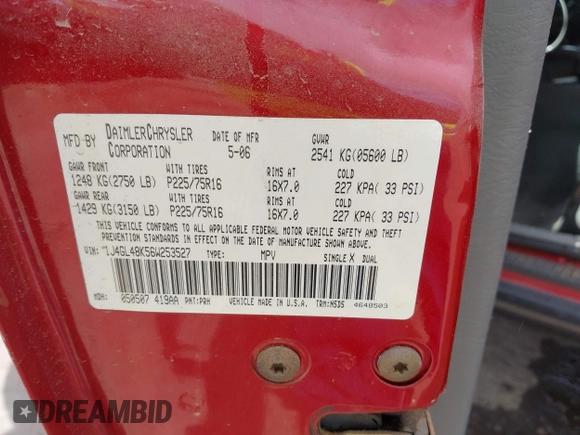 MFD BY DAIMLERCHRYSLER CORPORATION DATE OF MFR 5-06 GVWR 2541 KG(05600 LB)
GAWR FRONT WITH TIRES RIMS AT COLD
1248 KG(2750 LB) P225/75R16 16X7.0 227 KPA( 33 PSI)
GAWR REAR WITH TIRES RIMS AT COLD
1429 KG(3150 LB) P225/75R16 16X7.0 227 KPA( 33 PSI)
THIS VEHICLE CONFORMS TO ALL APPLICABLE FEDERAL MOTOR VEHICLE SAFETY AND THEFT
PREVENTION STANDARDS IN EFFECT ON THE DATE OF MANUFACTURE SHOWN ABOVE.
VIN: 1J4GL48K56W253527 TYPE: MPV SINGLE X DUAL
MDH: 050507 419AA PNT:PRH VEHICLE MADE IN U.S.A. TRM:NSDS 4648503
DREAMBID